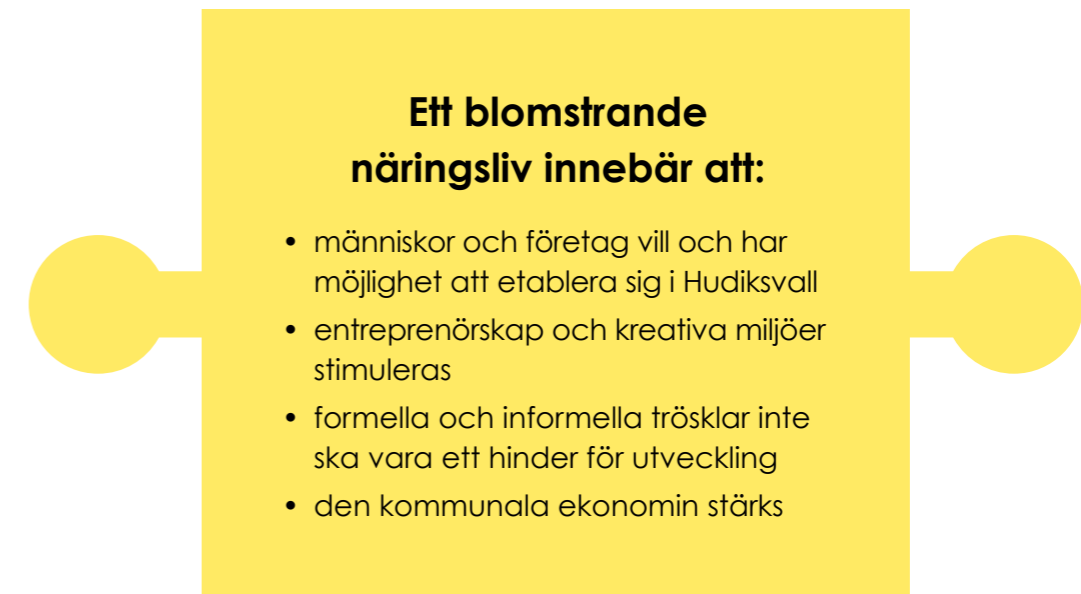 Ett blomstrande
näringsliv innebär att:
• människor och företag vill och har
möjlighet att etablera sig i Hudiksvall
• entreprenörskap och kreativa miljöer
stimuleras
• formella och informella trösklar inte
ska vara ett hinder för utveckling
• den kommunala ekonomin stärks